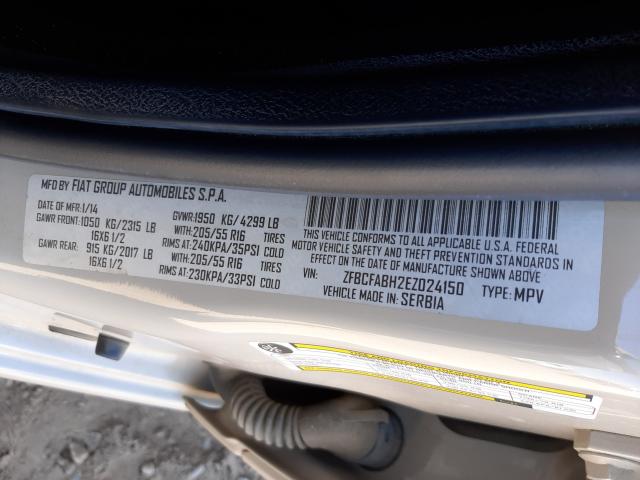 MFD BY FIAT GROUP AUTOMOBILES S.P.A.
DATE OF MFR:1/14 GVWR:1950 KG/4299 LB
GAWR FRONT:1050 KG/2315 LB WITH:205/55 R16 TIRES
16X6 1/2 RIMS AT:240KPA/35PSI COLD
GAWR REAR: 915 KG/2017 LB WITH:205/55 R16 TIRES
16X6 1/2 RIMS AT:230KPA/33PSI COLD
THIS VEHICLE CONFORMS TO ALL APPLICABLE U.S.A. FEDERAL
MOTOR VEHICLE SAFETY AND THEFT PREVENTION STANDARDS IN
EFFECT ON THE DATE OF MANUFACTURE SHOWN ABOVE.
VIN: ZFBCFABH2EZ024150 TYPE: MPV
VEHICLE MADE IN: SERBIA